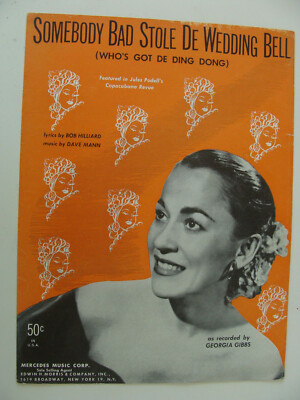 SOMEBODY BAD STOLE DE WEDDING BELL
(WHO'S GOT DE DING DONG)
Featured in Jules Podell's
Copacabana Revue
lyrics by BOB HILLIARD
music by DAVE MANN
50c
IN
U.S.A.
as recorded by
GEORGIA GIBBS
MERCEDES MUSIC CORP.
Sole Selling Agent
EDWIN H. MORRIS & COMPANY, INC.
1619 BROADWAY, NEW YORK 19, N.Y.